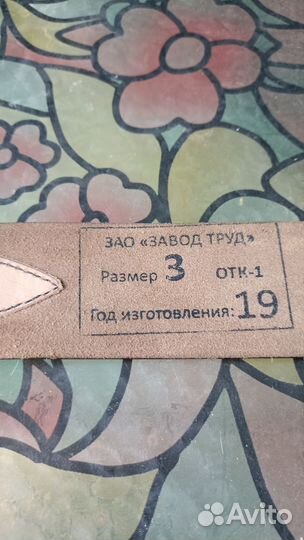 ЗАО «ЗАВОД ТРУД»
Размер 3 ОТК-1
Год изготовления: 19
Avito